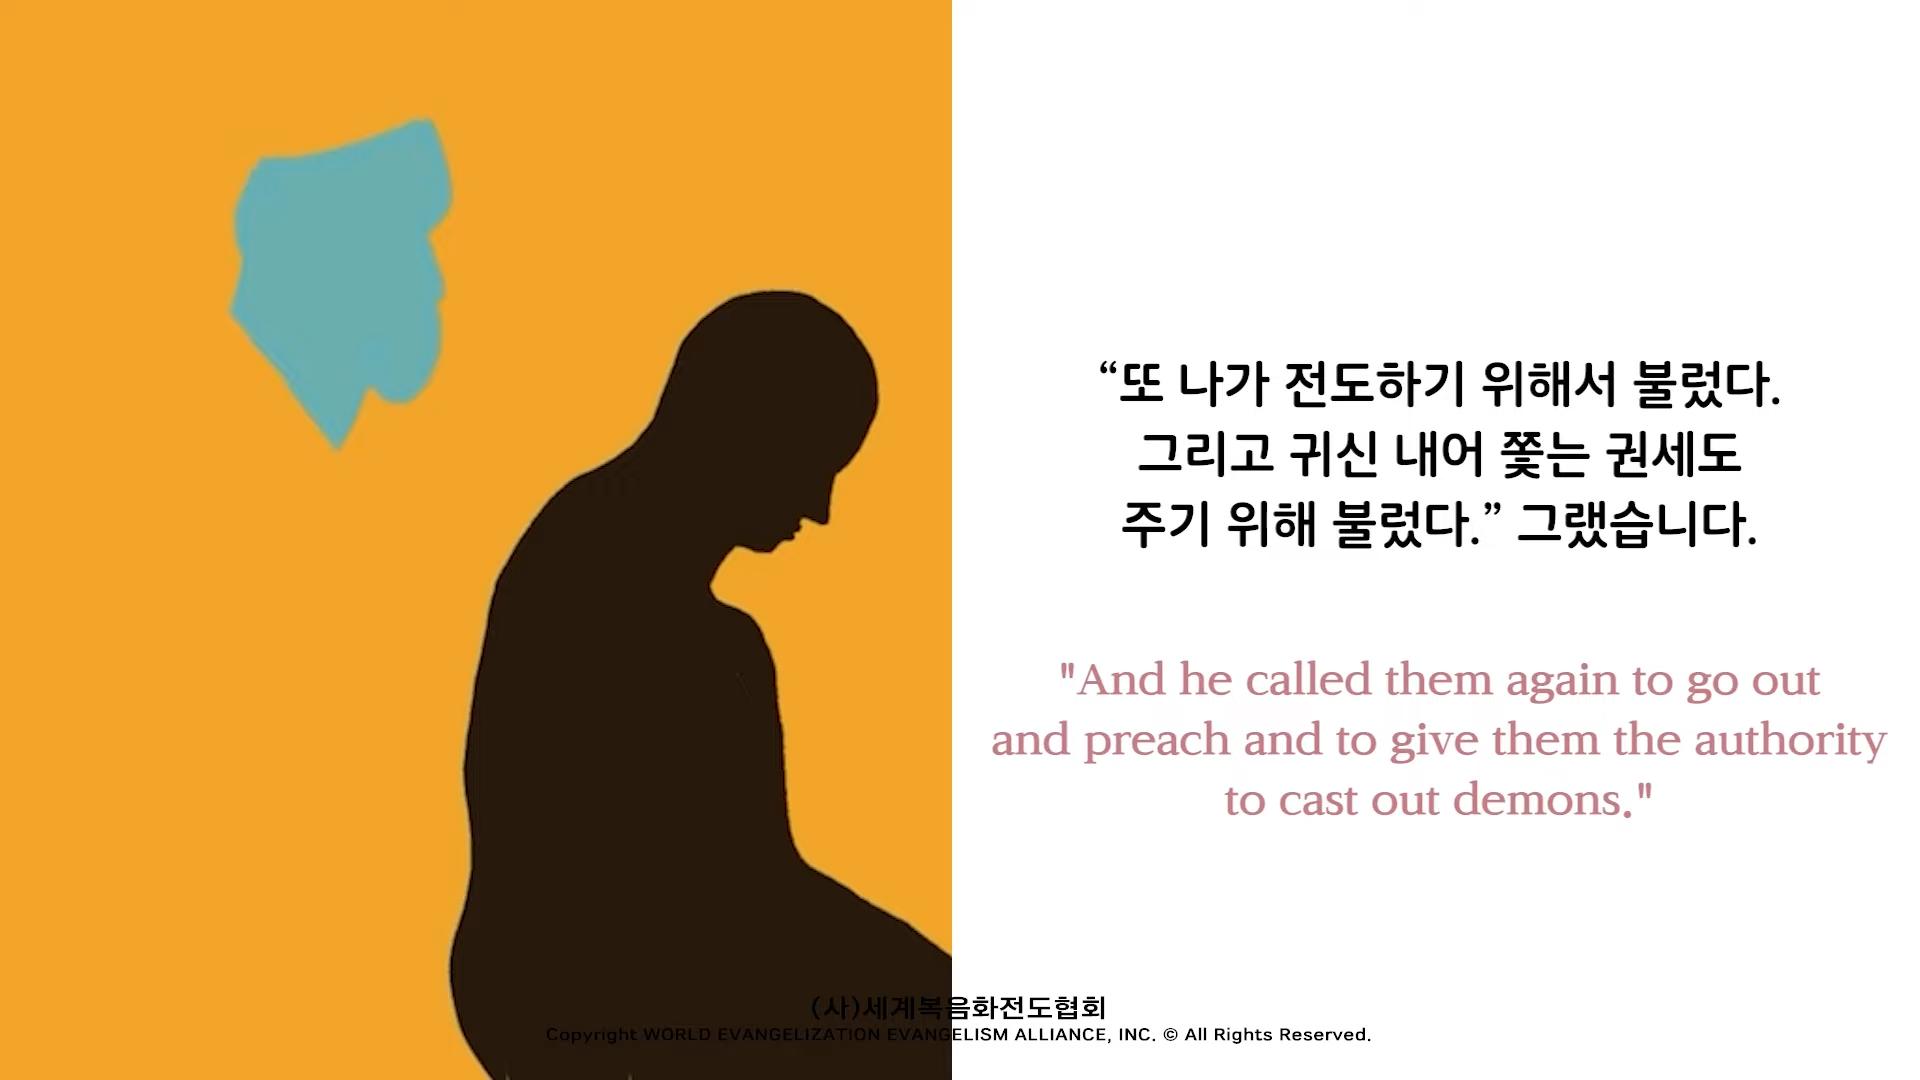 “또 나가 전도하기 위해서 불렀다.
그리고 귀신 내어 쫓는 권세도
주기 위해 불렀다.” 그랬습니다.
"And he called them again to go out
and preach and to give them the authority
to cast out demons."
(사)세계복음화전도협회
Copyright WORLD EVANGELIZATION EVANGELISM ALLIANCE, INC. © All Rights Reserved.